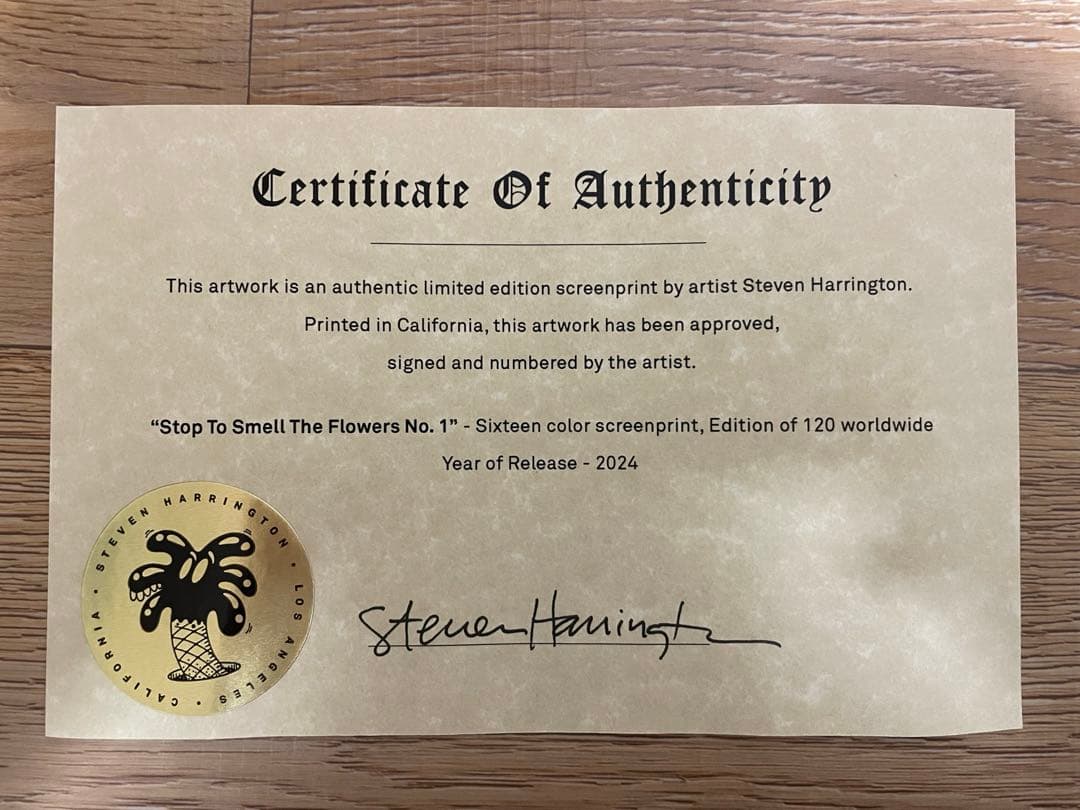 Certificate Of Authenticity
This artwork is an authentic limited edition screenprint by artist Steven Harrington.
Printed in California, this artwork has been approved,
signed and numbered by the artist.
“Stop To Smell The Flowers No. 1” - Sixteen color screenprint, Edition of 120 worldwide
Year of Release - 2024
STEVEN HARRINGTON • LOS ANGELES • CALIFORNIA •
Steven Harrington